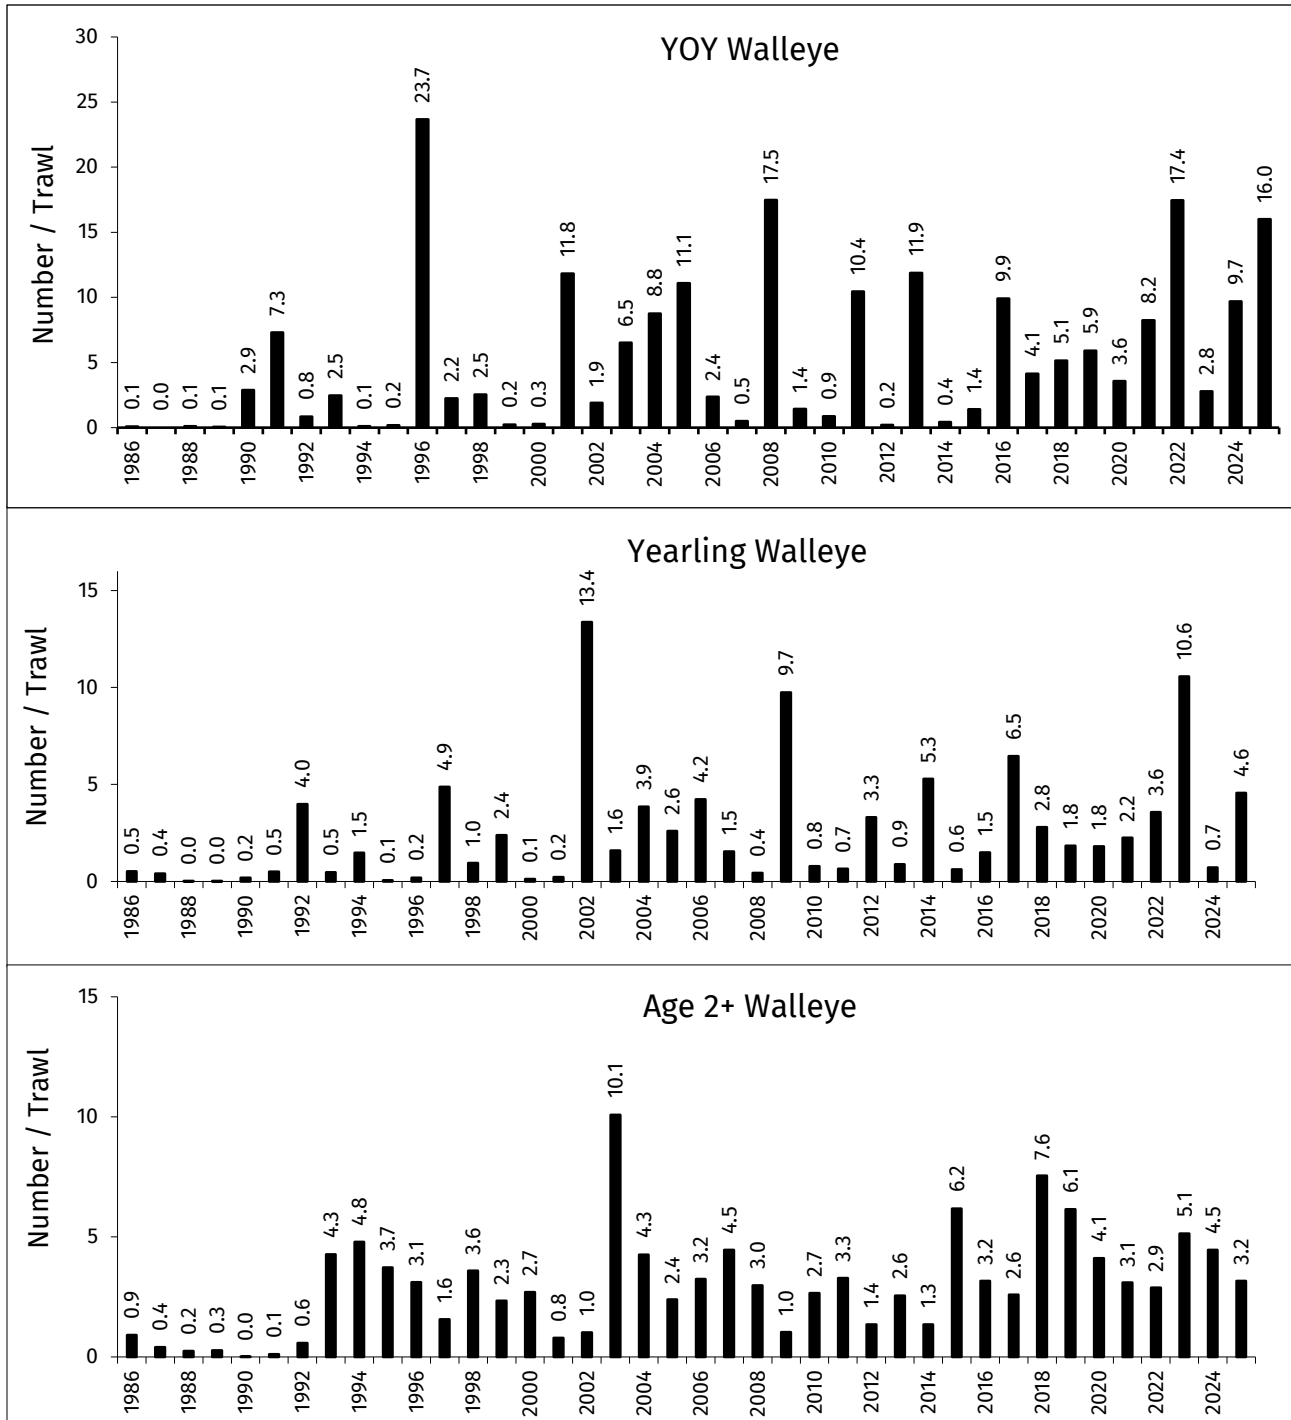 YOY Walleye
Number / Trawl
30
25
20
15
10
5
0
0.1 0.0 0.1 0.1 2.9 7.3 0.8 2.5 0.1 0.2 23.7 2.2 2.5 0.2 0.3 11.8 1.9 6.5 8.8 11.1 2.4 0.5 17.5 1.4 0.9 10.4 0.2 11.9 0.4 1.4 9.9 4.1 5.1 5.9 3.6 8.2 17.4 2.8 9.7 16.0
1986 1988 1990 1992 1994 1996 1998 2000 2002 2004 2006 2008 2010 2012 2014 2016 2018 2020 2022 2024
Yearling Walleye
Number / Trawl
15
10
5
0
0.5 0.4 0.0 0.0 0.2 0.5 4.0 0.5 1.5 0.1 0.2 4.9 1.0 2.4 0.1 0.2 13.4 1.6 3.9 2.6 4.2 1.5 0.4 9.7 0.8 0.7 3.3 0.9 5.3 0.6 1.5 6.5 2.8 1.8 1.8 2.2 3.6 10.6 0.7 4.6
1986 1988 1990 1992 1994 1996 1998 2000 2002 2004 2006 2008 2010 2012 2014 2016 2018 2020 2022 2024
Age 2+ Walleye
Number / Trawl
15
10
5
0
0.9 0.4 0.2 0.3 0.0 0.1 0.6 4.3 4.8 3.7 3.1 1.6 3.6 2.3 2.7 0.8 1.0 10.1 4.3 2.4 3.2 4.5 3.0 1.0 2.7 3.3 1.4 2.6 1.3 6.2 3.2 2.6 7.6 6.1 4.1 3.1 2.9 5.1 4.5 3.2
1986 1988 1990 1992 1994 1996 1998 2000 2002 2004 2006 2008 2010 2012 2014 2016 2018 2020 2022 2024